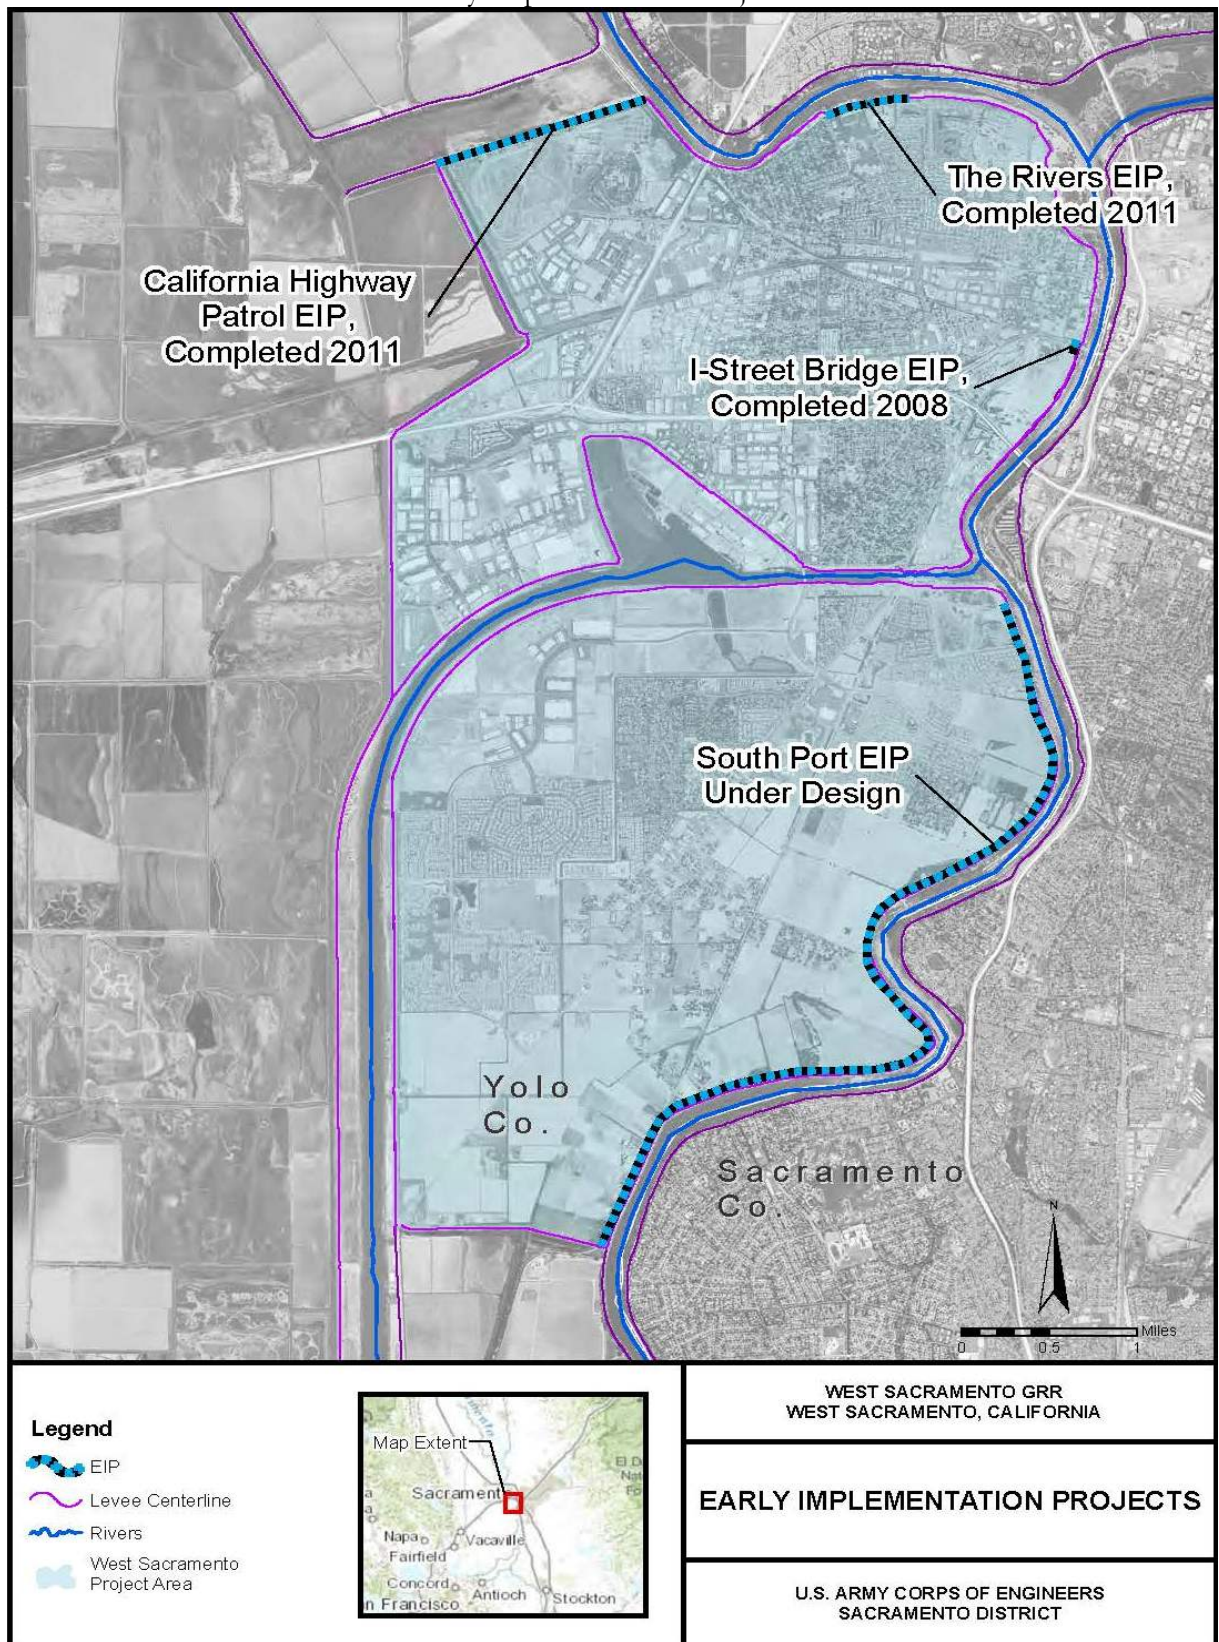 The Rivers EIP,
Completed 2011
California Highway
Patrol EIP,
Completed 2011
I-Street Bridge EIP,
Completed 2008
South Port EIP
Under Design
Yolo
Co.
Sacramento
Co.
N
Miles
0 0.5 1
Legend
EIP
Levee Centerline
Rivers
West Sacramento
Project Area
Map Extent
Sacrament
Napa
Vacaville
Fairfield
Concord
Antioch
Stockton
n Francisco
El D
Nat
Fo
WEST SACRAMENTO GRR
WEST SACRAMENTO, CALIFORNIA
EARLY IMPLEMENTATION PROJECTS
U.S. ARMY CORPS OF ENGINEERS
SACRAMENTO DISTRICT